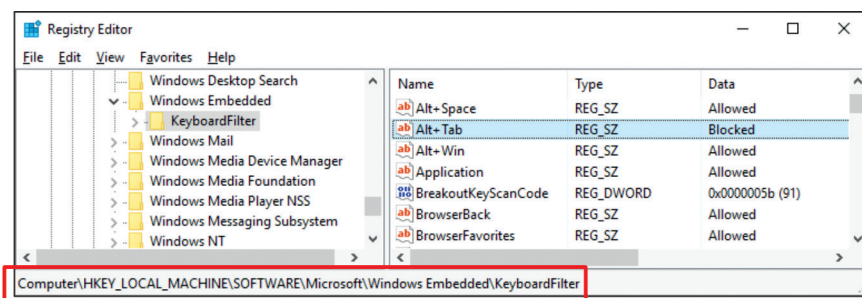 Registry Editor
File Edit View Favorites Help
Windows Desktop Search
Windows Embedded
KeyboardFilter
Windows Mail
Windows Media Device Manager
Windows Media Foundation
Windows Media Player NSS
Windows Messaging Subsystem
Windows NT
Name Type Data
Alt+Space REG_SZ Allowed
Alt+Tab REG_SZ Blocked
Alt+Win REG_SZ Allowed
Application REG_SZ Allowed
BreakoutKeyScanCode REG_DWORD 0x0000005b (91)
BrowserBack REG_SZ Allowed
BrowserFavorites REG_SZ Allowed
Computer\HKEY_LOCAL_MACHINE\SOFTWARE\Microsoft\Windows Embedded\KeyboardFilter